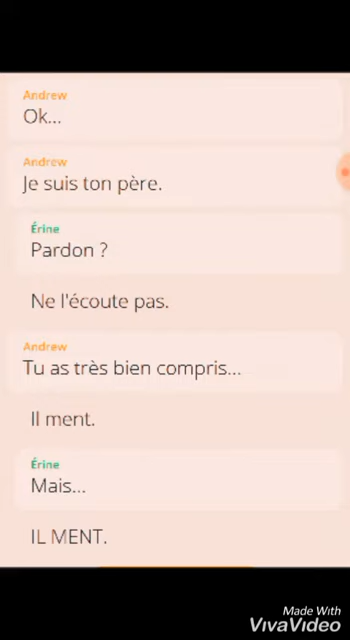 Andrew
Ok...
Andrew
Je suis ton père.
Érine
Pardon ?
Ne l'écoute pas.
Andrew
Tu as très bien compris...
Il ment.
Érine
Mais...
IL MENT.
Made With
VivaVideo